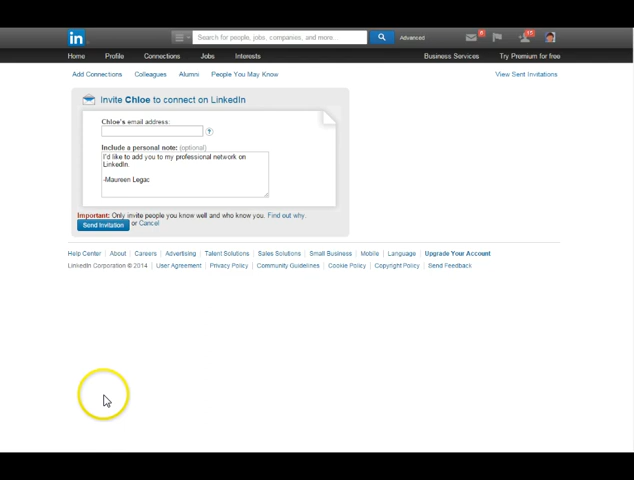 in
Search for people, jobs, companies, and more...
Advanced
6
15
Home Profile Connections Jobs Interests Business Services Try Premium for free
Add Connections Colleagues Alumni People You May Know View Sent Invitations
Invite Chloe to connect on LinkedIn
Chloe's email address:
?
Include a personal note: (optional)
I'd like to add you to my professional network on
LinkedIn.
-Maureen Legac
Important: Only invite people you know well and who know you. Find out why.
Send Invitation or Cancel
Help Center About Careers Advertising Talent Solutions Sales Solutions Small Business Mobile Language Upgrade Your Account
LinkedIn Corporation © 2014 User Agreement Privacy Policy Community Guidelines Cookie Policy Copyright Policy Send Feedback